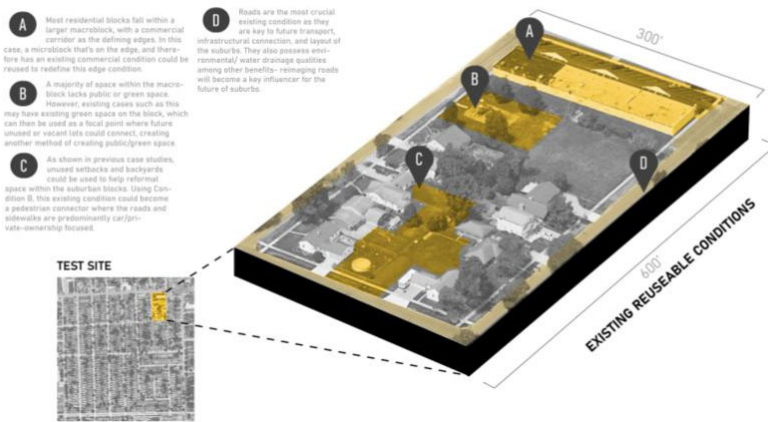 A
Most residential blocks fall within a
larger macroblock, with a commercial
corridor as the defining edges. In this
case, a microblock that's on the edge, and there-
fore has an existing commercial condition could be
reused to redefine this edge condition.
B
A majority of space within the macro-
block lacks public or green space.
However, existing cases such as this
may have existing green space on the block, which
can then be used as a focal point where future
unused or vacant lots could connect, creating
another method of creating public/green space.
C
As shown in previous case studies,
unused setbacks and backyards
could be used to help reformat
space within the suburban blocks. Using Con-
dition B, this existing condition could become
a pedestrian connector where the roads and
sidewalks are predominantly car/pri-
vate-ownership focused.
D
Roads are the most crucial
existing condition as they
are key to future transport,
infrastructural connection, and layout of
the suburbs. They also possess envi-
ronmental/ water drainage qualities
among other benefits- reimaging roads
will become a key influencer for the
future of suburbs.
A
B
C
D
300'
600'
EXISTING REUSEABLE CONDITIONS
TEST SITE